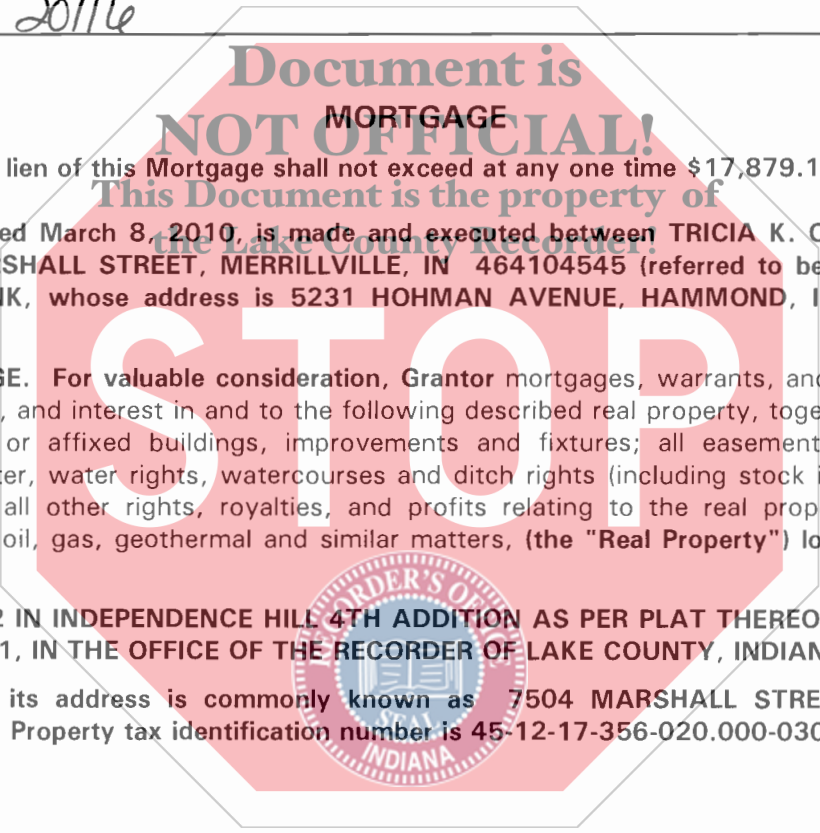 20116
Document is
MORTGAGE
NOT OFFICIAL!
lien of this Mortgage shall not exceed at any one time $17,879.1
This Document is the property of
ed March 8, 2010, is made and executed between TRICIA K.
the Lake County Recorder!
SHALL STREET, MERRILLVILLE, IN 464104545 (referred to be
NK, whose address is 5231 HOHMAN AVENUE, HAMMOND, I
STOP
GE. For valuable consideration, Grantor mortgages, warrants, and
, and interest in and to the following described real property, toge
or affixed buildings, improvements and fixtures; all easement
ter, water rights, watercourses and ditch rights (including stock i
all other rights, royalties, and profits relating to the real prop
oil, gas, geothermal and similar matters, (the "Real Property") lo
RECORDER'S OFFICE
2 IN INDEPENDENCE HILL 4TH ADDITION AS PER PLAT THEREO
1, IN THE OFFICE OF THE RECORDER OF LAKE COUNTY, INDIAN
its address is commonly known as 7504 MARSHALL STRE
SEAL
Property tax identification number is 45-12-17-356-020.000-030
INDIANA